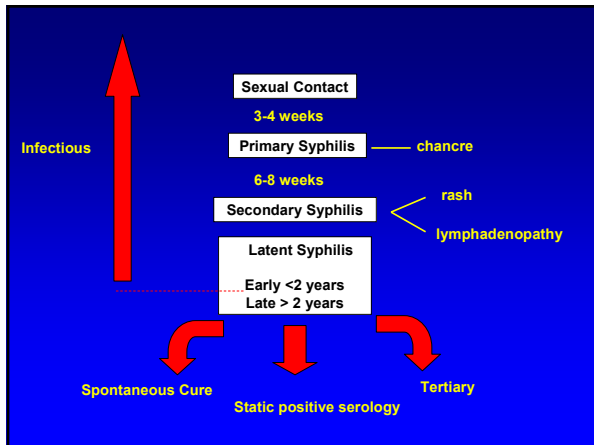 Sexual Contact
3-4 weeks
Infectious
Primary Syphilis
chancre
6-8 weeks
rash
Secondary Syphilis
lymphadenopathy
Latent Syphilis
Early <2 years
Late > 2 years
Spontaneous Cure
Static positive serology
Tertiary